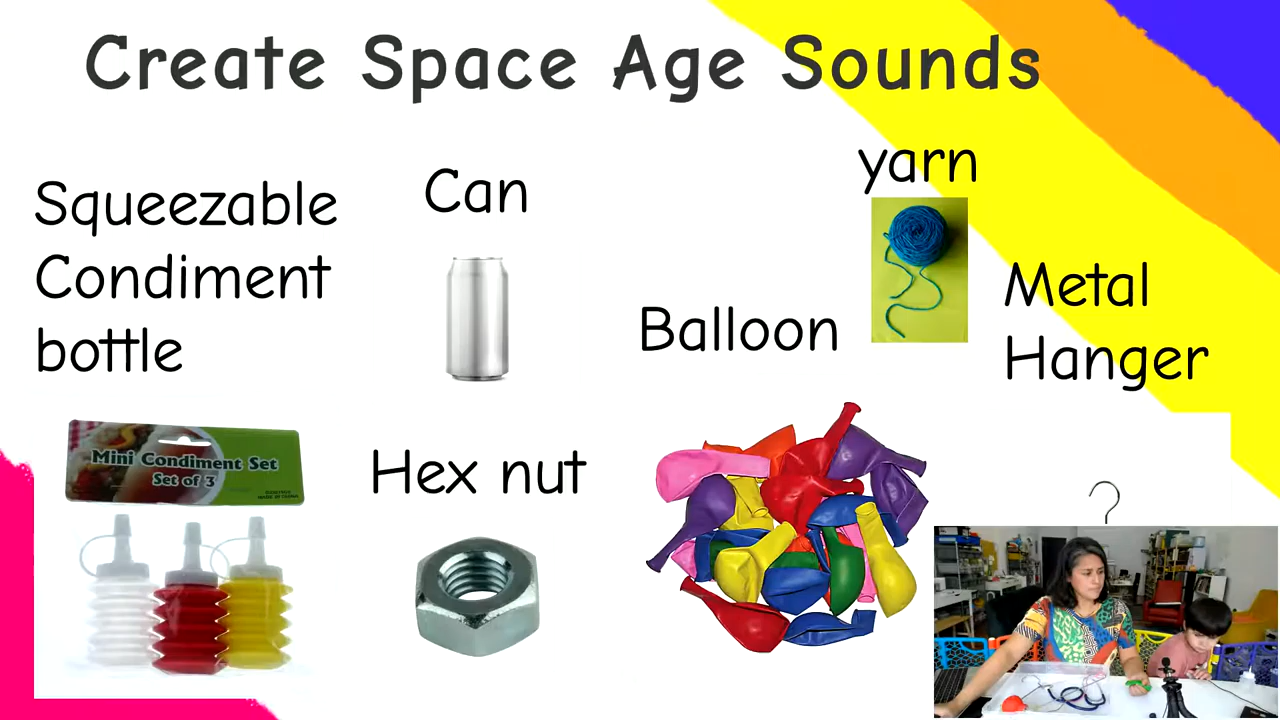 Create Space Age Sounds
Squeezable
Condiment
bottle
Can
yarn
Balloon
Metal
Hanger
Hex nut
Mini Condiment Set
Set of 3